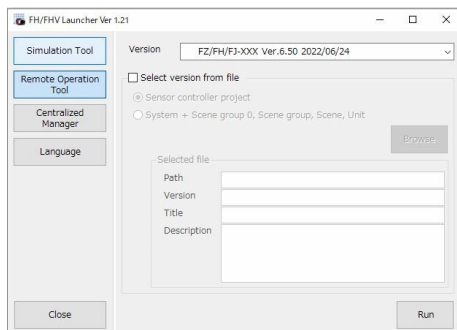 FH/FHV Launcher Ver 1.21
Simulation Tool
Remote Operation
Tool
Centralized
Manager
Language
Close
Version
FZ/FH/FJ-XXX Ver.6.50 2022/06/24
Select version from file
Sensor controller project
System + Scene group 0, Scene group, Scene, Unit
Browse
Selected file
Path
Version
Title
Description
Run